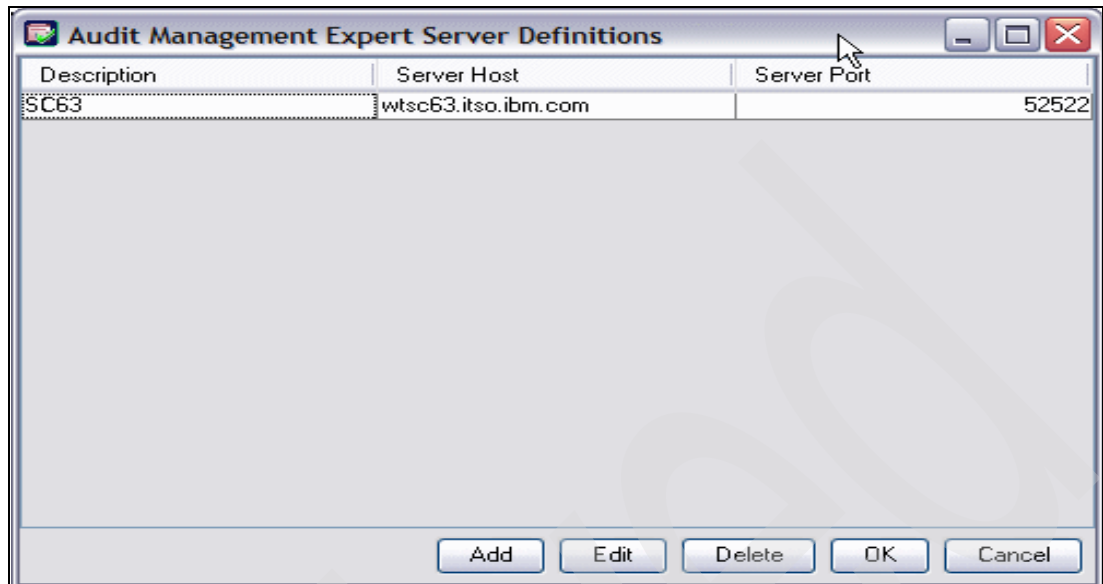 Audit Management Expert Server Definitions
Description Server Host Server Port
SC63 wtsc63.itso.ibm.com 52522
Add Edit Delete OK Cancel